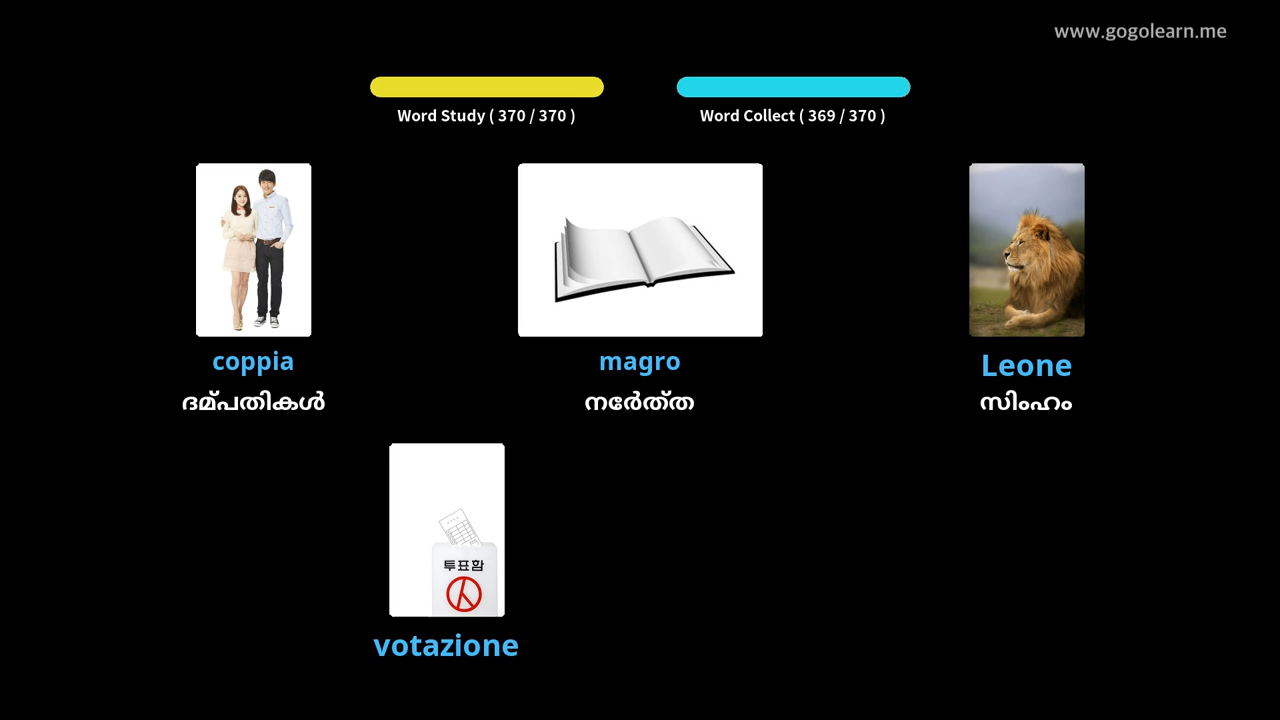 www.gogolearn.me
Word Study ( 370 / 370 )
Word Collect ( 369 / 370 )
coppia
magro
Leone
ദമ്പതികൾ
നേർത്ത
സിംഹം
투표함
votazione